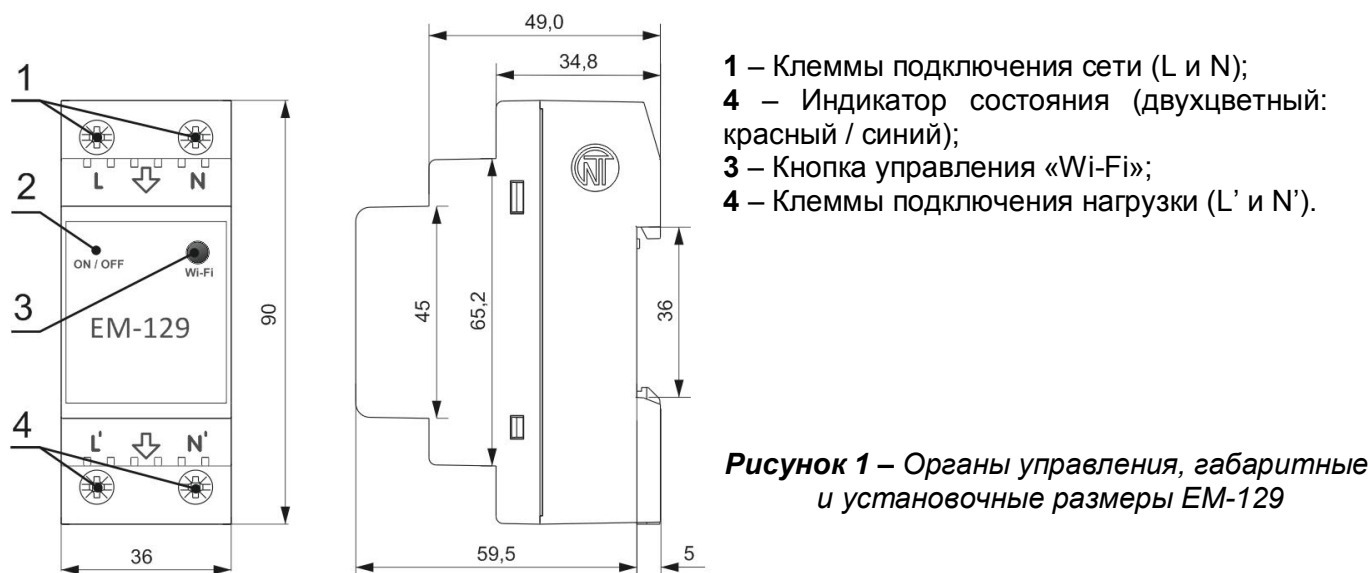 49,0
34,8
1 – Клеммы подключения сети (L и N);
4 – Индикатор состояния (двухцветный:
красный / синий);
3 – Кнопка управления «Wi-Fi»;
4 – Клеммы подключения нагрузки (L’ и N’).
1
L N
2
ON / OFF
Wi-Fi
3
EM-129
90
4
L' N'
36
NT
45
65,2
36
59,5
5
Рисунок 1 – Органы управления, габаритные
и установочные размеры EM-129